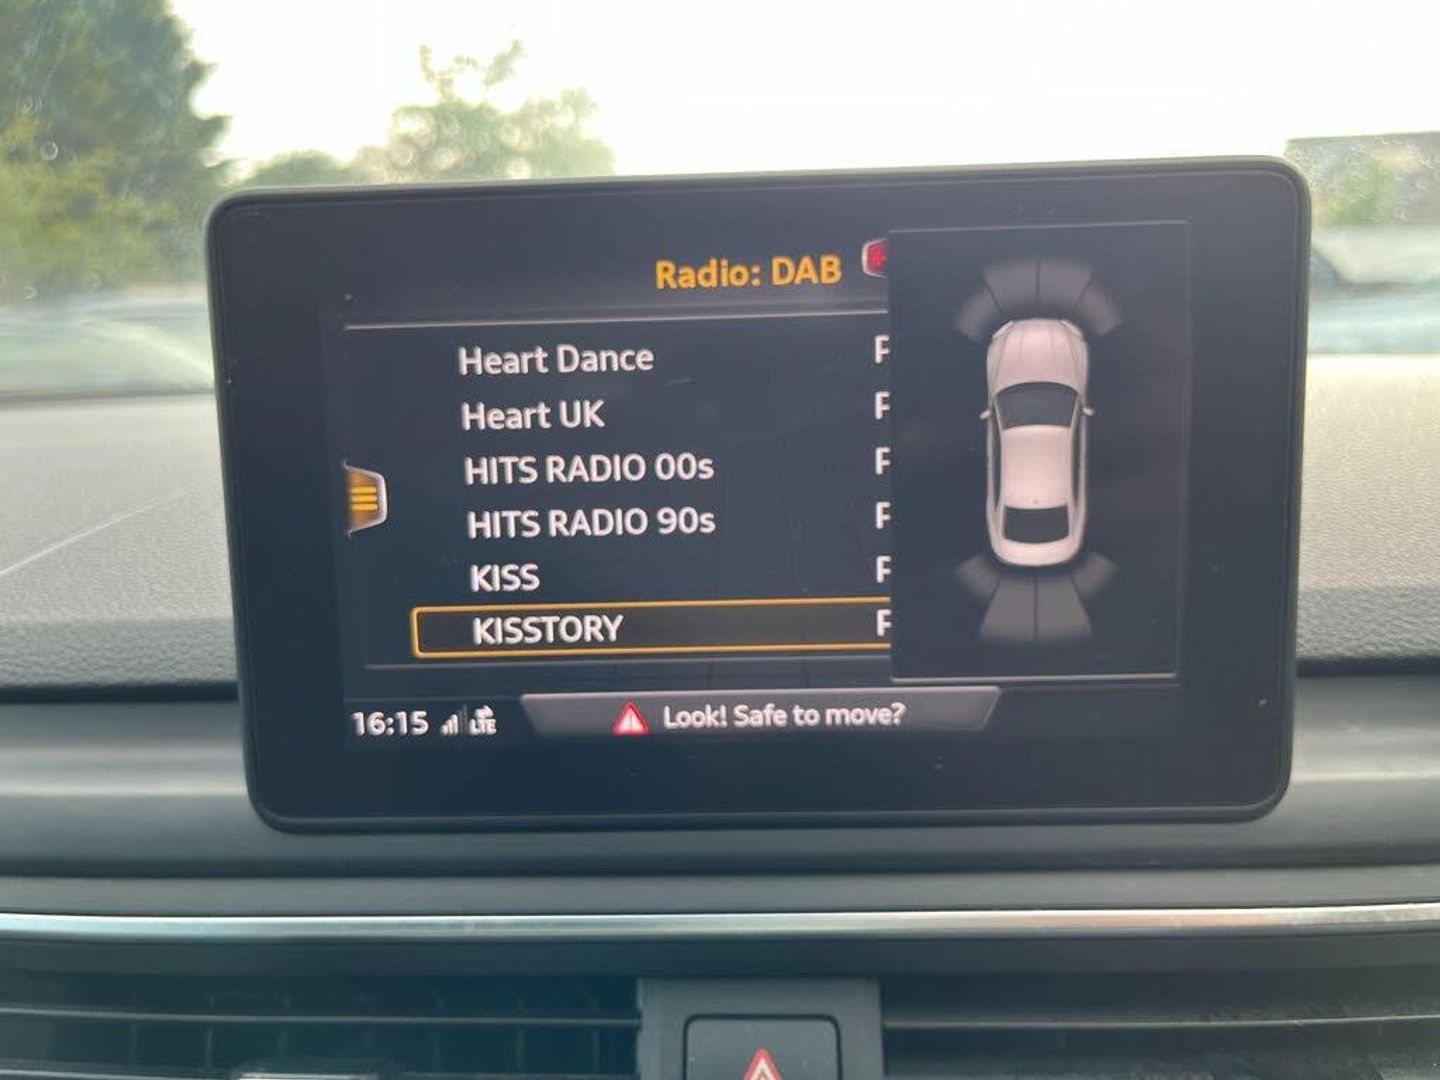 Radio: DAB
Heart Dance F
Heart UK F
HITS RADIO 00s F
HITS RADIO 90s F
KISS F
KISSTORY F
16:15 LTE Look! Safe to move?